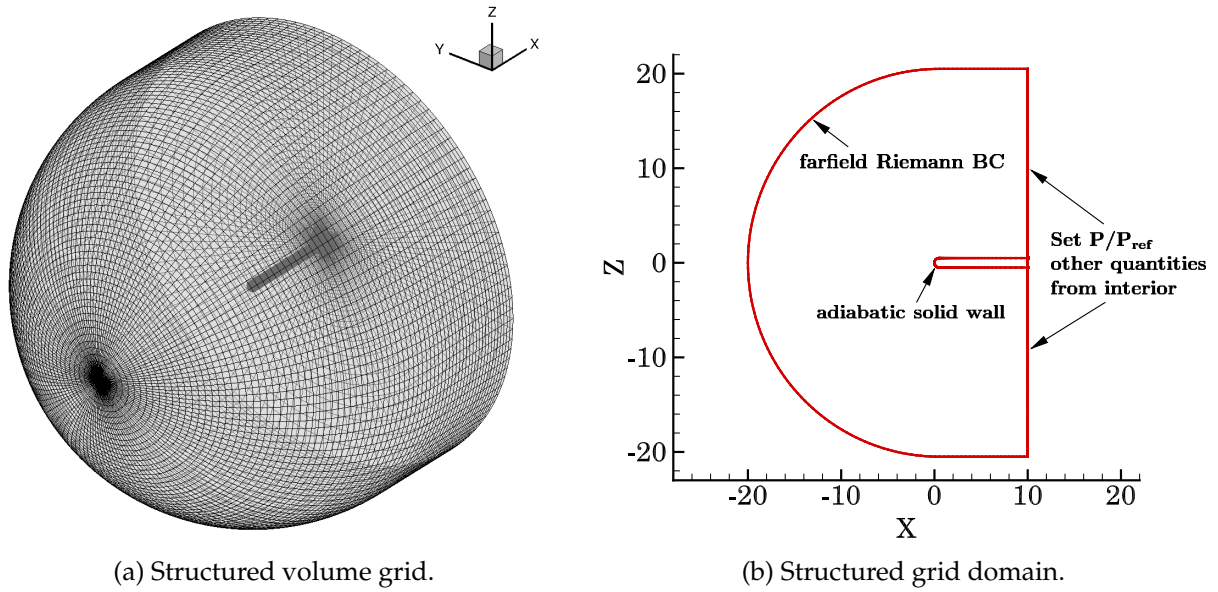 Z
Y
X
20
10
0
-10
-20
Z
farfield Riemann BC
Set P/Pref
other quantities
from interior
adiabatic solid wall
-20
-10
0
10
20
X
(a) Structured volume grid.
(b) Structured grid domain.